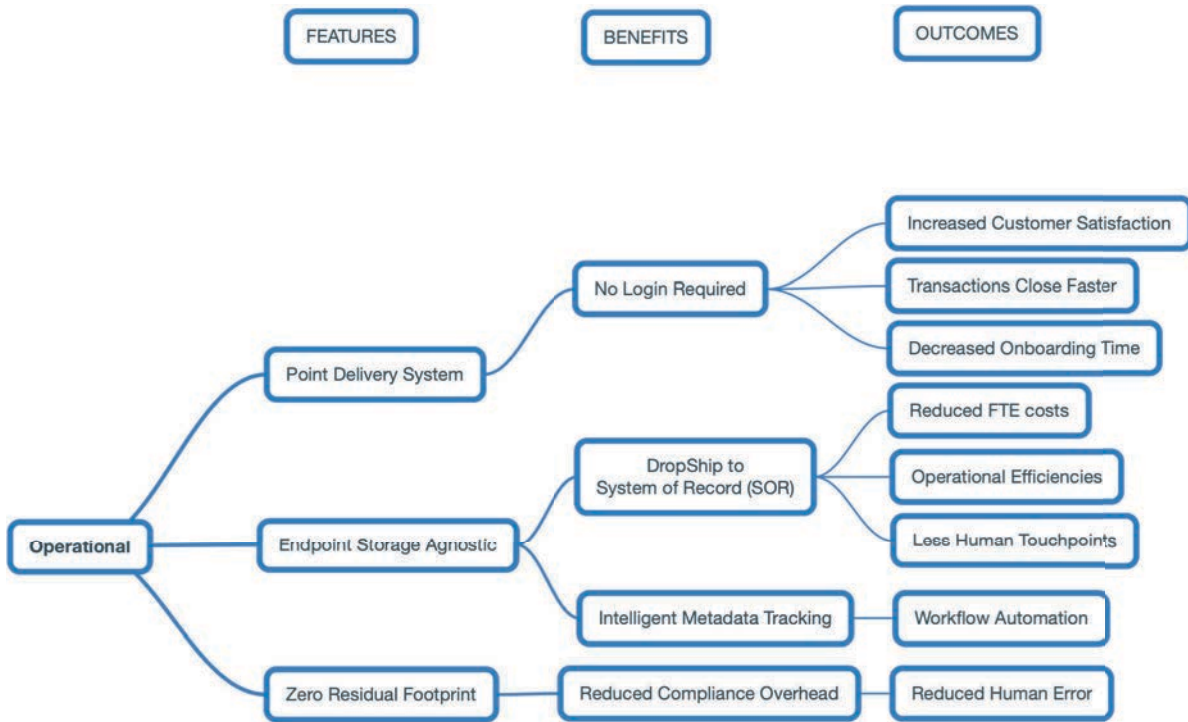 FEATURES
BENEFITS
OUTCOMES
Increased Customer Satisfaction
No Login Required
Transactions Close Faster
Decreased Onboarding Time
Point Delivery System
Reduced FTE costs
DropShip to
System of Record (SOR)
Operational Efficiencies
Operational
Endpoint Storage Agnostic
Less Human Touchpoints
Intelligent Metadata Tracking
Workflow Automation
Zero Residual Footprint
Reduced Compliance Overhead
Reduced Human Error